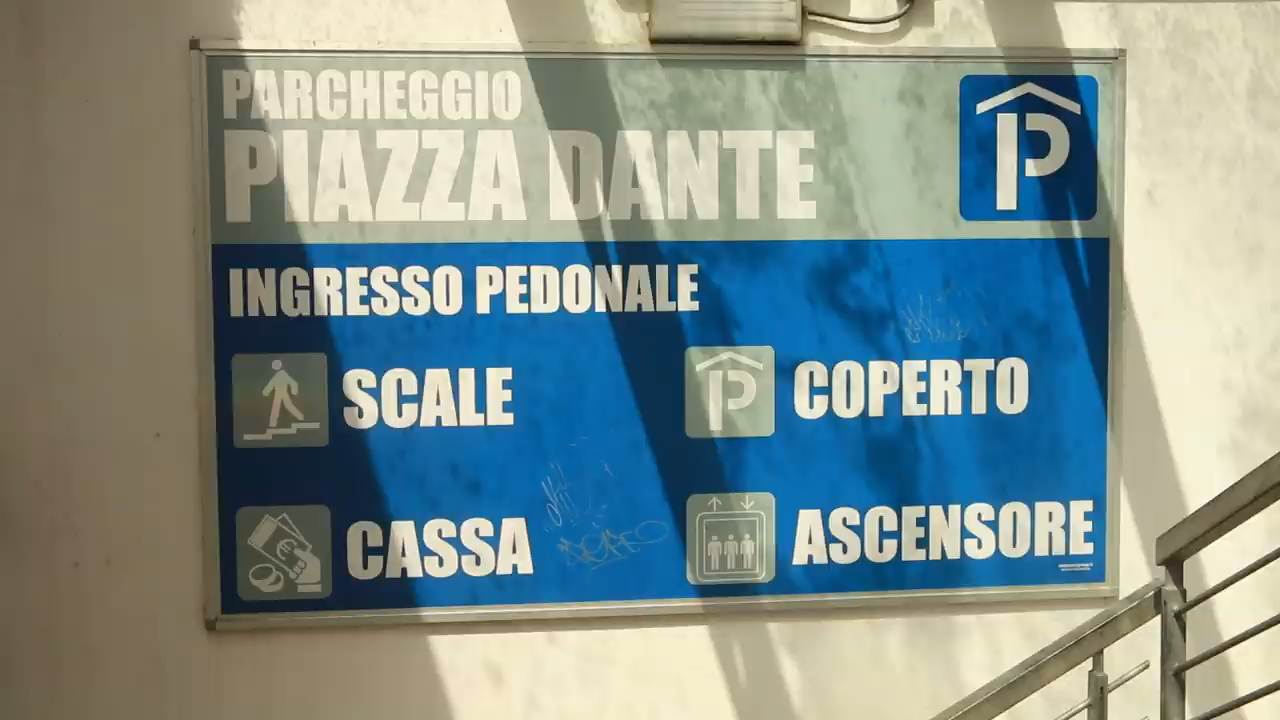 PARCHEGGIO
PIAZZA DANTE
P
INGRESSO PEDONALE
SCALE
P
COPERTO
CASSA
ASCENSORE